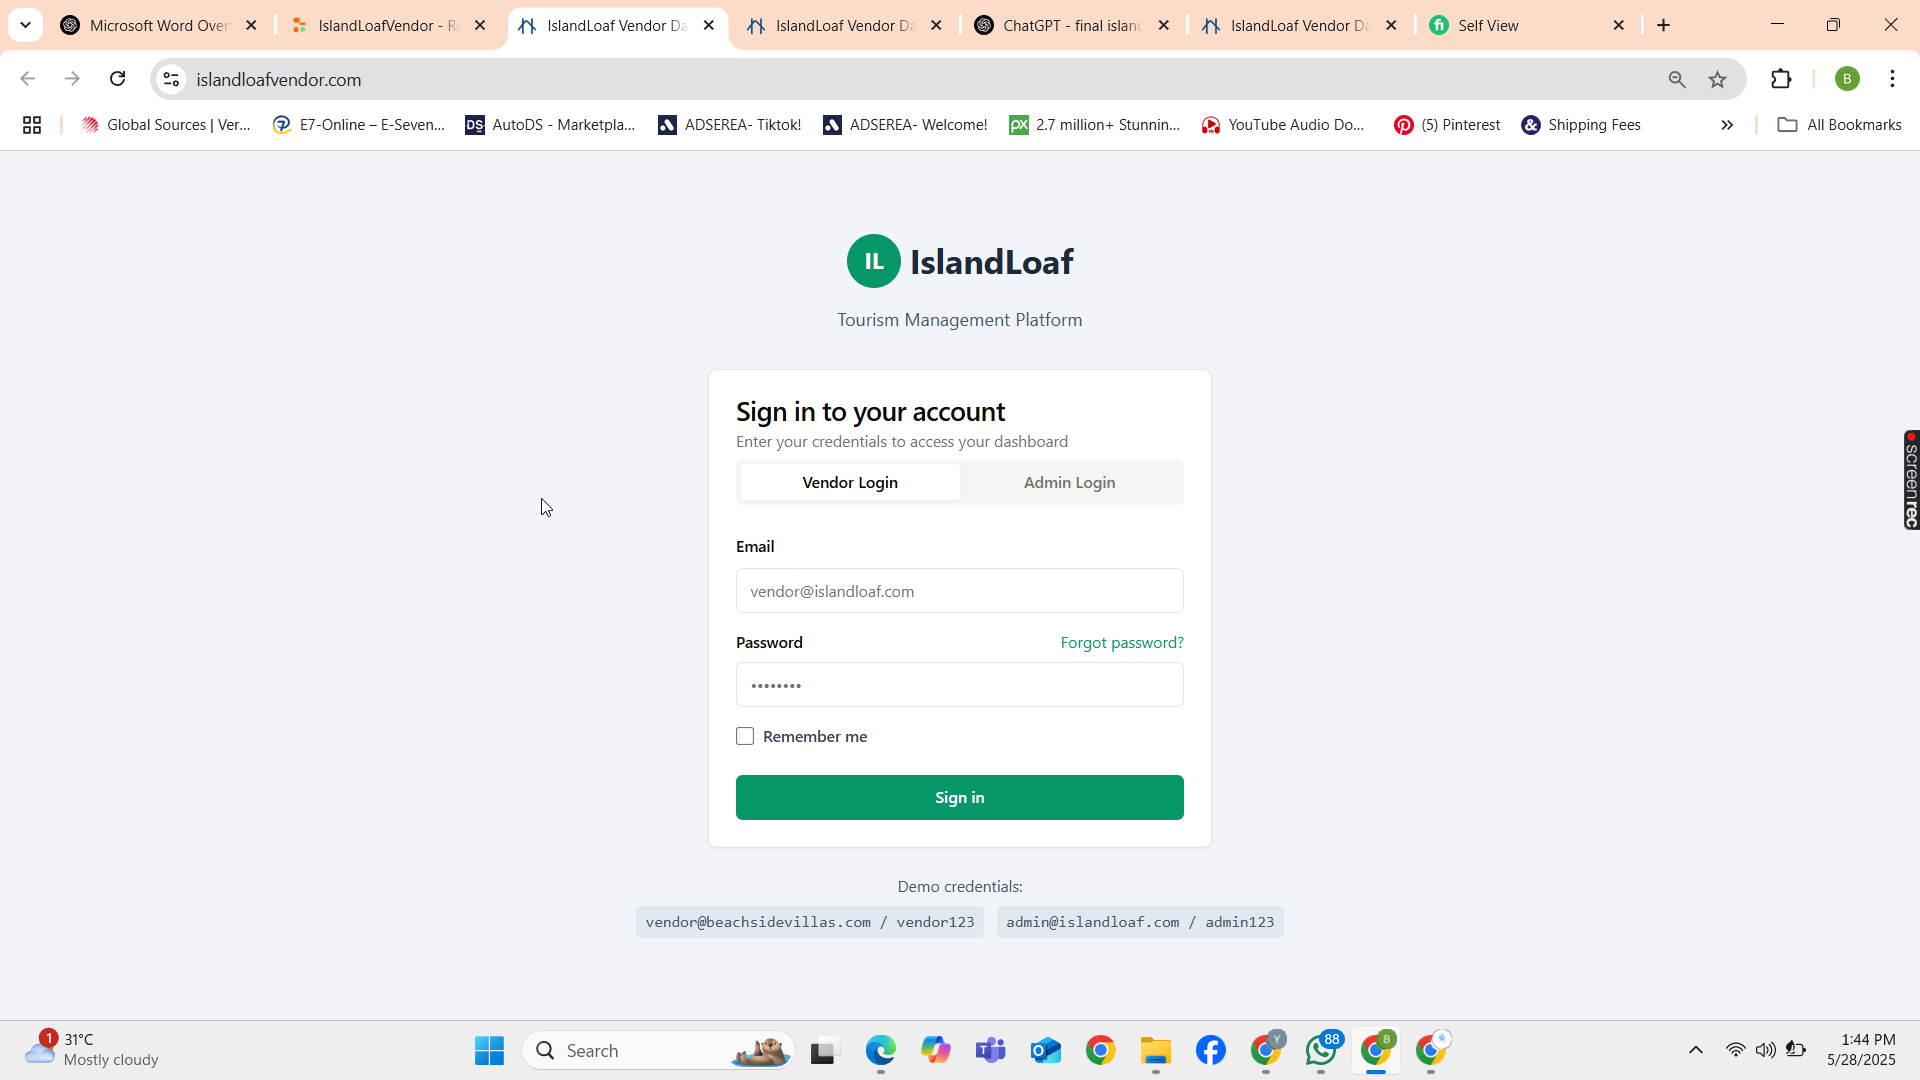 Microsoft Word Over
IslandLoafVendor - R
IslandLoaf Vendor Da
IslandLoaf Vendor Da
ChatGPT - final islanc
IslandLoaf Vendor Da
Self View
islandloafvendor.com
B
Global Sources | Ver...
E7-Online – E-Seven...
DS
AutoDS - Marketpla...
ADSEREA- Tiktok!
ADSEREA- Welcome!
px
2.7 million+ Stunnin...
YouTube Audio Do...
(5) Pinterest
Shipping Fees
All Bookmarks
IL IslandLoaf
Tourism Management Platform
Sign in to your account
Enter your credentials to access your dashboard
Vendor Login
Admin Login
Email
vendor@islandloaf.com
Password
Forgot password?
Remember me
Sign in
Demo credentials:
vendor@beachsidevillas.com / vendor123
admin@islandloaf.com / admin123
screenrec
1
31°C
Mostly cloudy
Search
Y
88
B
1:44 PM
5/28/2025